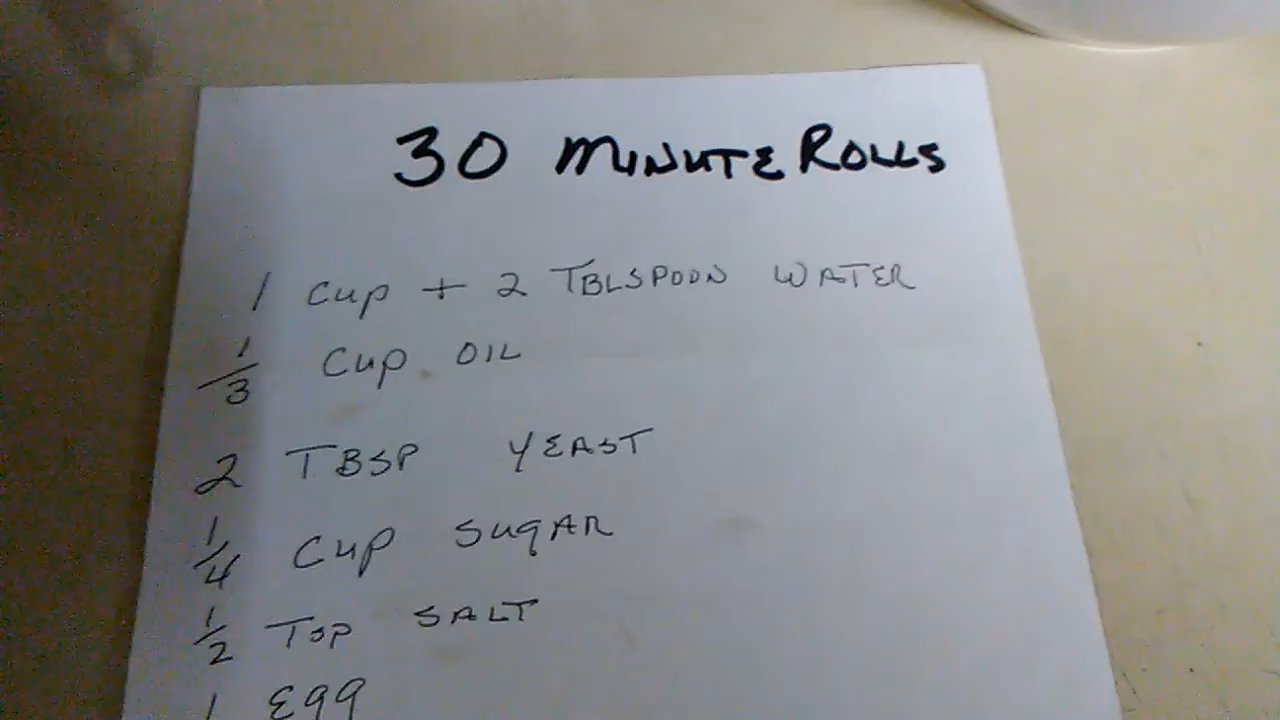 30 MINUTE ROLLS
1 Cup + 2 TBLSPOON WATER
1/3 Cup OIL
2 TBSP YEAST
1/4 Cup SUgAR
1/2 TSP SALT
1 Egg